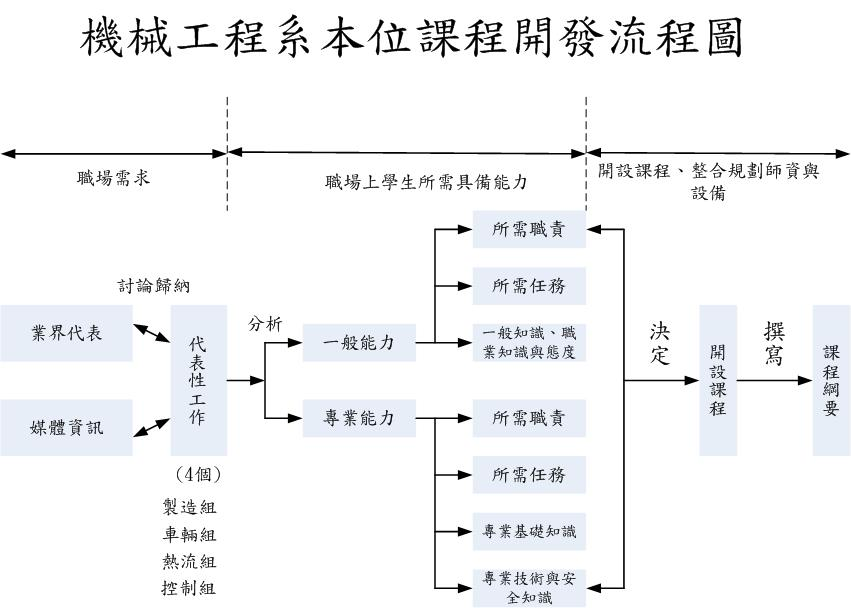 機械工程系本位課程開發流程圖
職場需求
職場上學生所需具備能力
開設課程、整合規劃師資與
設備
討論歸納
業界代表
媒體資訊
代表性工作
(4個)
製造組
車輛組
熱流組
控制組
分析
一般能力
專業能力
所需職責
所需任務
一般知識、職
業知識與態度
所需職責
所需任務
專業基礎知識
專業技術與安
全知識
決定
開設課程
撰寫
課程綱要